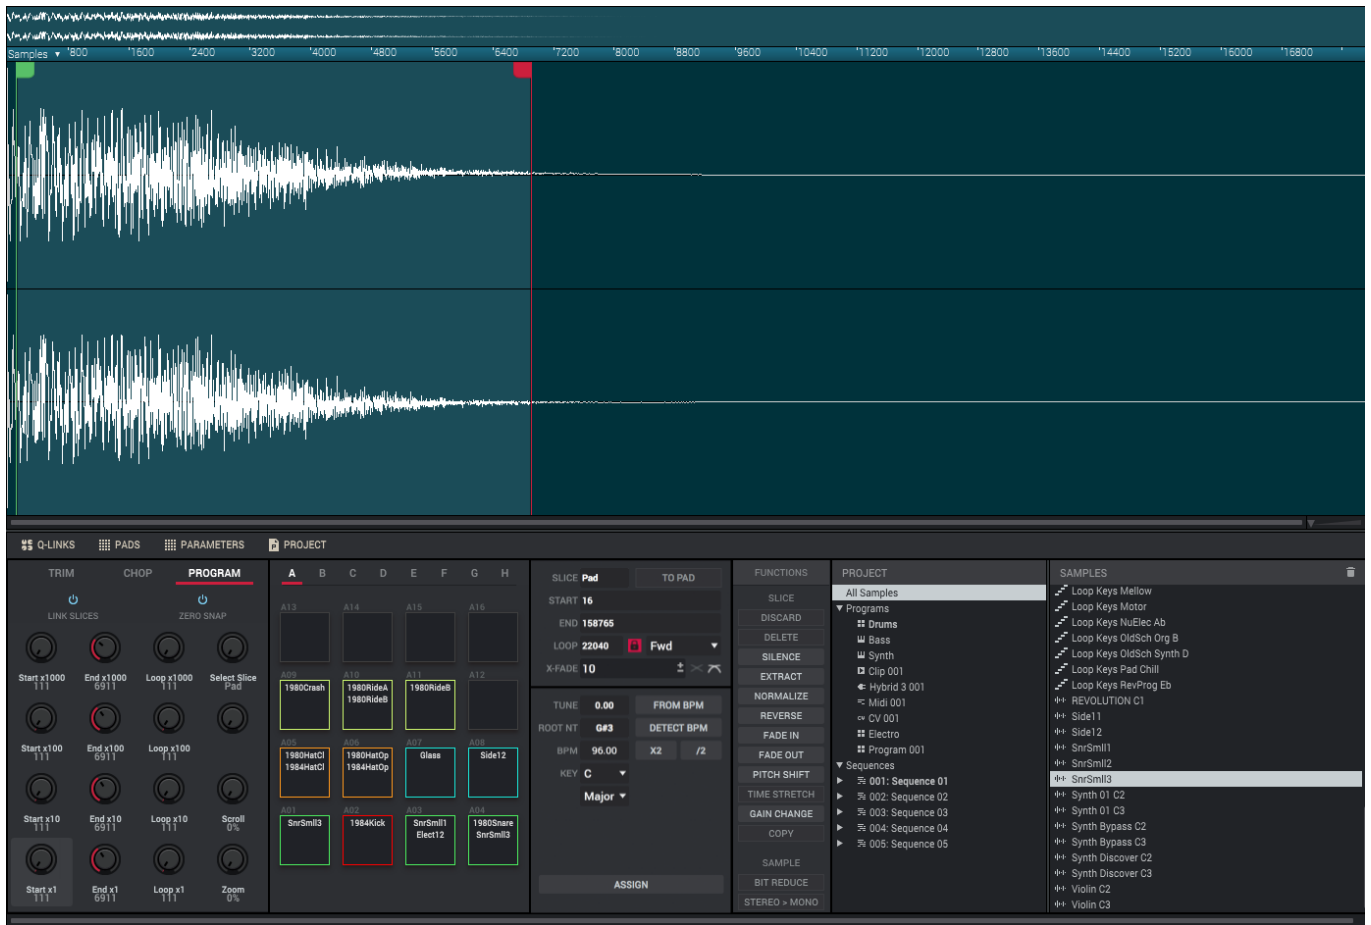 Samples ▼ '800 '1600 '2400 '3200 '4000 '4800 '5600 '6400 '7200 '8000 '8800 '9600 '10400 '11200 '12000 '12800 '13600 '14400 '15200 '16000 '16800
Q-LINKS PADS PARAMETERS PROJECT
TRIM CHOP PROGRAM
LINK SLICES ZERO SNAP
Start x1000 End x1000 Loop x1000 Select Slice
111 6911 111 Pad
Start x100 End x100 Loop x100
111 6911 111
Start x10 End x10 Loop x10 Scroll
111 6911 111 0%
Start x1 End x1 Loop x1 Zoom
111 6911 111 0%
A B C D E F G H
A13 A14 A15 A16
A09 A10 A11 A12
1980Crash 1980RideA 1980RideB
1980RideB
A05 A06 A07 A08
1980HatCl 1980HatOp Glass Side12
1984HatCl 1984HatOp
A01 A02 A03 A04
SnrSmll3 1984Kick SnrSmll1 1980Snare
Elect12 SnrSmll3
SLICE Pad TO PAD
START 16
END 158765
LOOP 22040 Fwd
X-FADE 10
TUNE 0.00 FROM BPM
ROOT NT G#3 DETECT BPM
BPM 96.00 X2 /2
KEY C
Major
ASSIGN
FUNCTIONS
SLICE
DISCARD
DELETE
SILENCE
EXTRACT
NORMALIZE
REVERSE
FADE IN
FADE OUT
PITCH SHIFT
TIME STRETCH
GAIN CHANGE
COPY
SAMPLE
BIT REDUCE
STEREO > MONO
PROJECT
All Samples
Programs
Drums
Bass
Synth
Clip 001
Hybrid 3 001
Midi 001
CV 001
Electro
Program 001
Sequences
001: Sequence 01
002: Sequence 02
003: Sequence 03
004: Sequence 04
005: Sequence 05
SAMPLES
Loop Keys Mellow
Loop Keys Motor
Loop Keys NuElec Ab
Loop Keys OldSch Org B
Loop Keys OldSch Synth D
Loop Keys Pad Chill
Loop Keys RevProg Eb
REVOLUTION C1
Side11
Side12
SnrSmll1
SnrSmll2
SnrSmll3
Synth 01 C2
Synth 01 C3
Synth Bypass C2
Synth Bypass C3
Synth Discover C2
Synth Discover C3
Violin C2
Violin C3